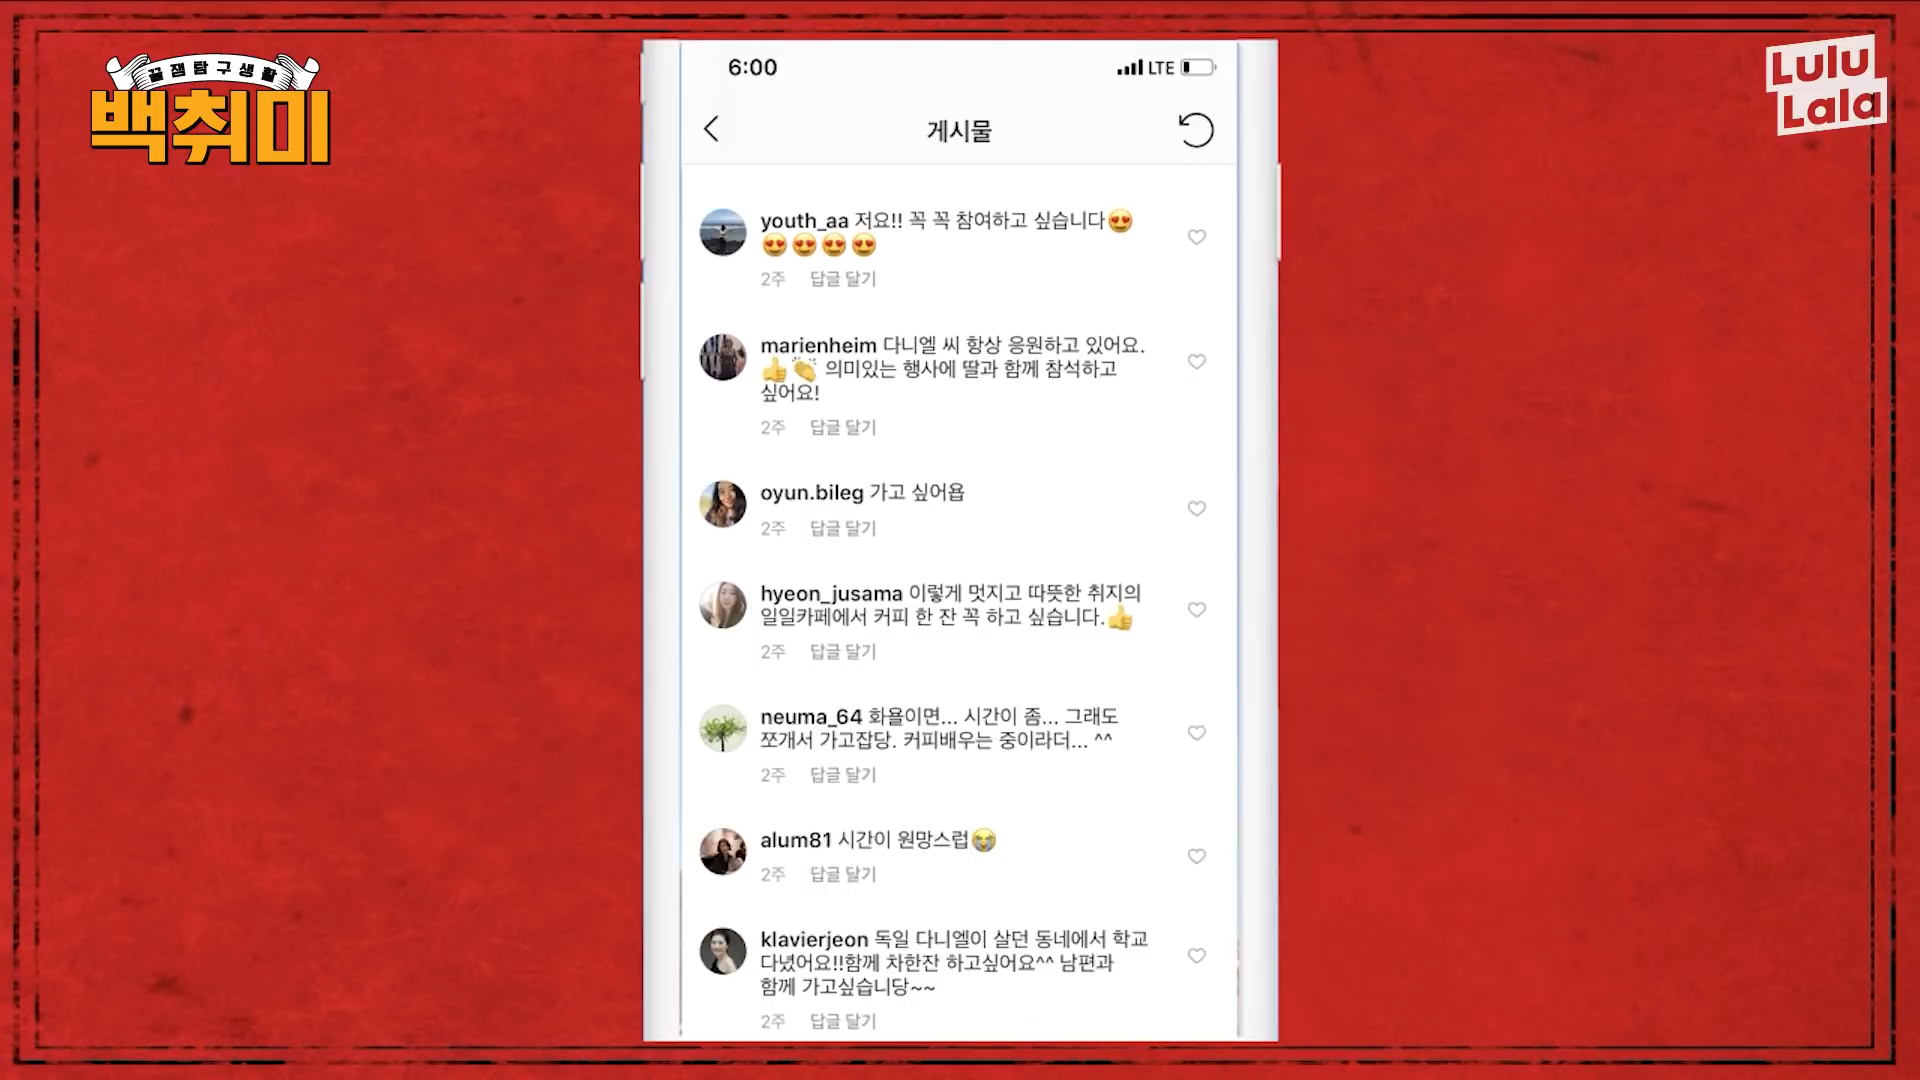 꿀잼탐구생활
백취미
Lulu
Lala
6:00
LTE
게시물
youth_aa 저요!! 꼭 꼭 참여하고 싶습니다😍
😍😍😍😍
2주 답글 달기
marienheim 다니엘 씨 항상 응원하고 있어요.
👍👏 의미있는 행사에 딸과 함께 참석하고
싶어요!
2주 답글 달기
oyun.bileg 가고 싶어욥
2주 답글 달기
hyeon_jusama 이렇게 멋지고 따뜻한 취지의
일일카페에서 커피 한 잔 꼭 하고 싶습니다.👍
2주 답글 달기
neuma_64 화욜이면... 시간이 좀... 그래도
쪼개서 가고잡당. 커피배우는 중이라더... ^^
2주 답글 달기
alum81 시간이 원망스럽😭
2주 답글 달기
klavierjeon 독일 다니엘이 살던 동네에서 학교
다녔어요!!함께 차한잔 하고싶어요^^ 남편과
함께 가고싶습니당~~
2주 답글 달기